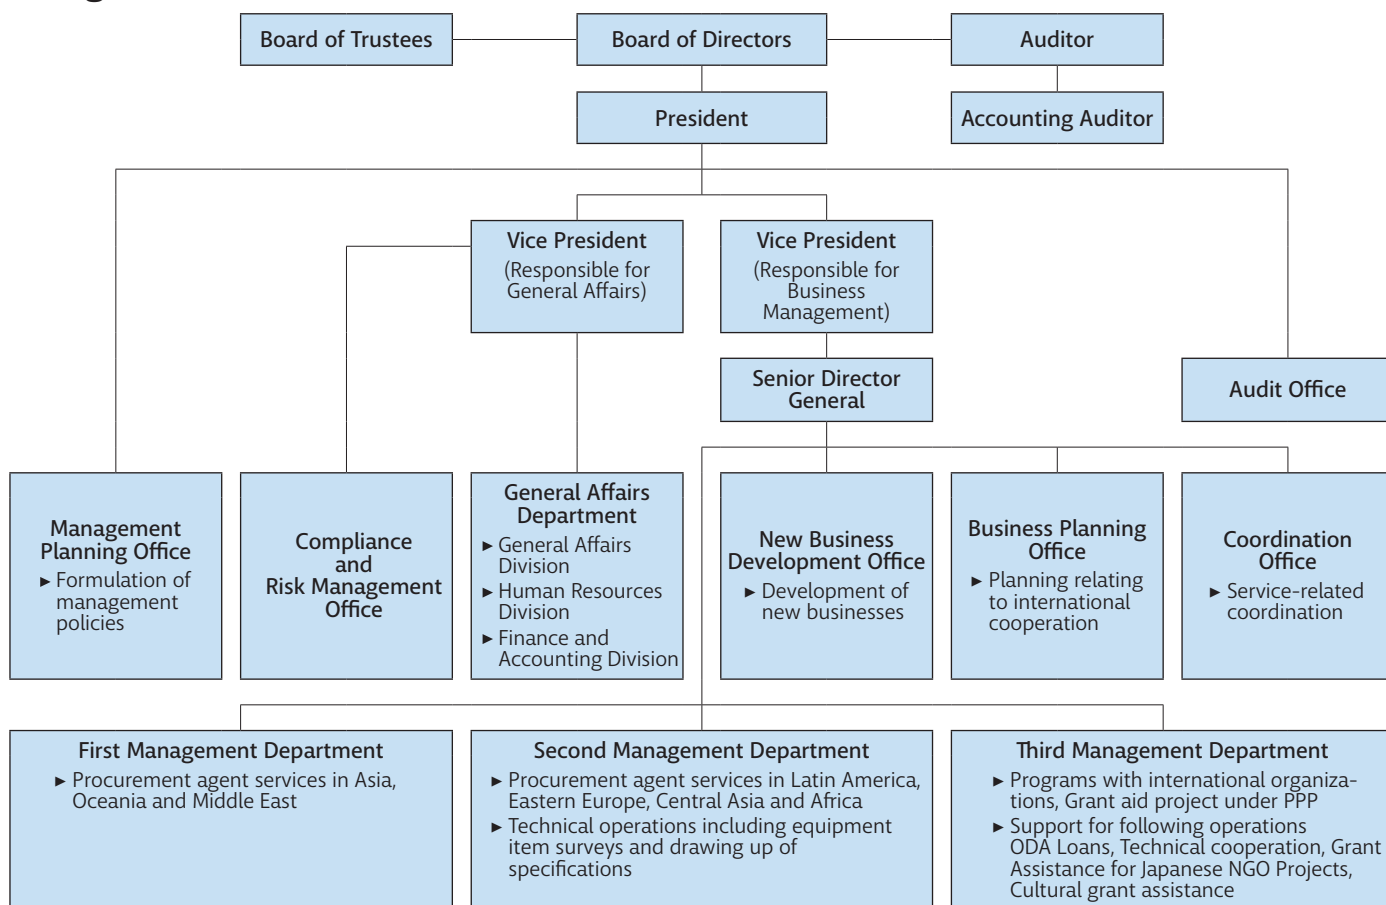 Board of Trustees
Board of Directors
Auditor
President
Accounting Auditor
Vice President
(Responsible for
General Affairs)
Vice President
(Responsible for
Business
Management)
Senior Director
General
Audit Office
Management
Planning Office
► Formulation of
management
policies
Compliance
and
Risk Management
Office
General Affairs
Department
► General Affairs
Division
► Human Resources
Division
► Finance and
Accounting Division
New Business
Development Office
► Development of
new businesses
Business Planning
Office
► Planning relating
to international
cooperation
Coordination
Office
► Service-related
coordination
First Management Department
► Procurement agent services in Asia,
Oceania and Middle East
Second Management Department
► Procurement agent services in Latin America,
Eastern Europe, Central Asia and Africa
► Technical operations including equipment
item surveys and drawing up of
specifications
Third Management Department
► Programs with international organiza-
tions, Grant aid project under PPP
► Support for following operations
ODA Loans, Technical cooperation, Grant
Assistance for Japanese NGO Projects,
Cultural grant assistance